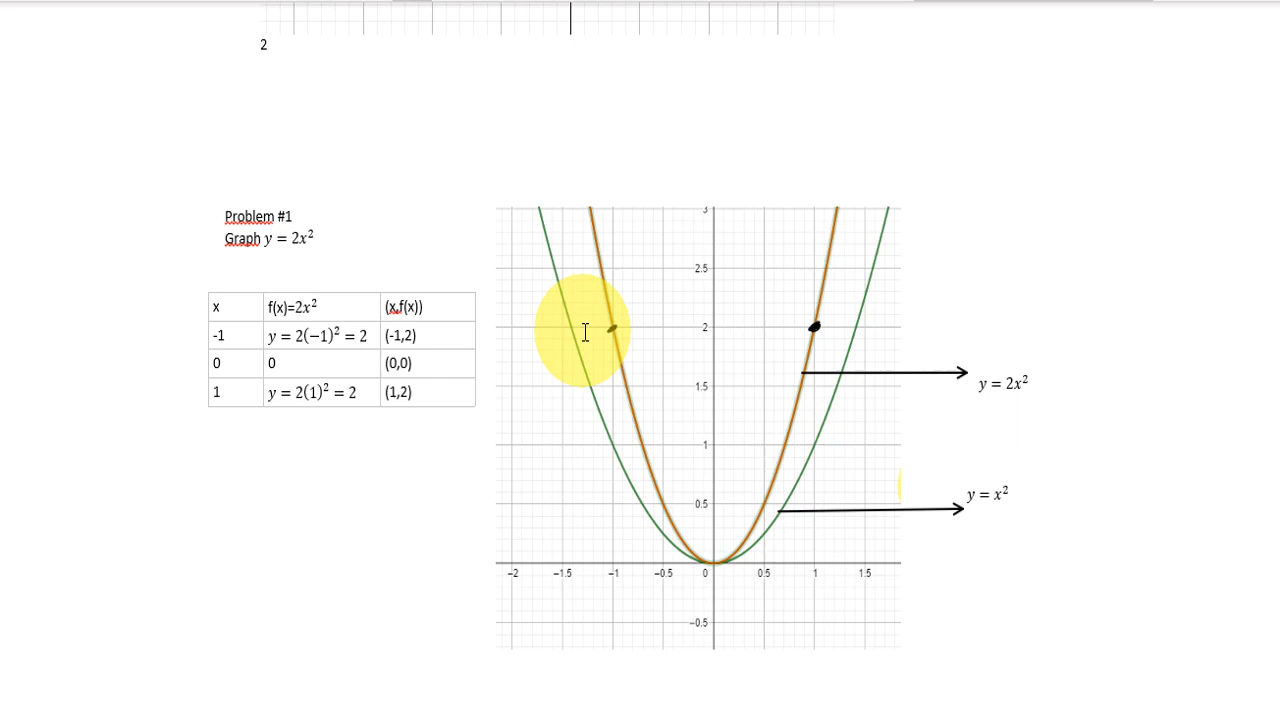 2
Problem #1
Graph y = 2x²
x f(x)=2x² (x,f(x))
-1 y = 2(−1)² = 2 (-1,2)
0 0 (0,0)
1 y = 2(1)² = 2 (1,2)
3
2.5
2
1.5
y = 2x²
1
y = x²
0.5
−2 −1.5 −1 −0.5 0 0.5 1 1.5
−0.5